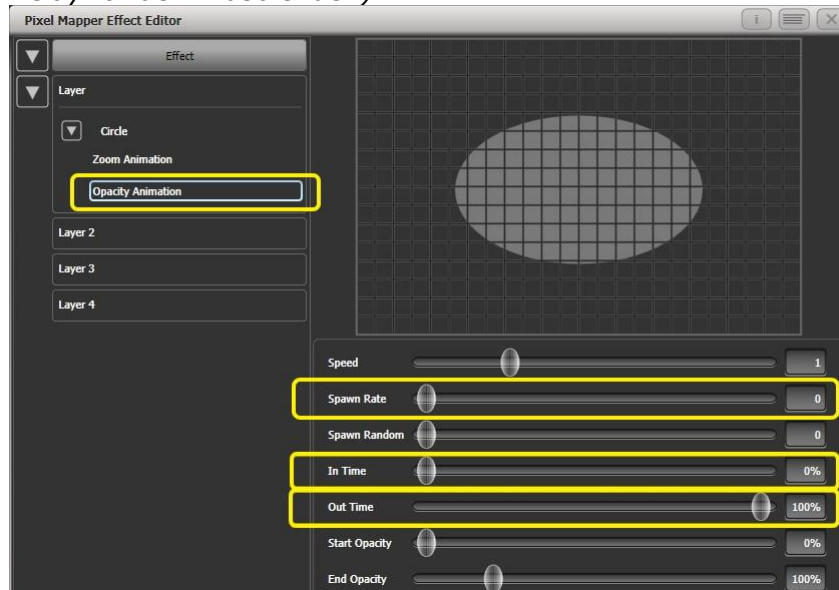 Pixel Mapper Effect Editor
Effect
Layer
Circle
Zoom Animation
Opacity Animation
Layer 2
Layer 3
Layer 4
Speed 1
Spawn Rate 0
Spawn Random 0
In Time 0%
Out Time 100%
Start Opacity 0%
End Opacity 100%